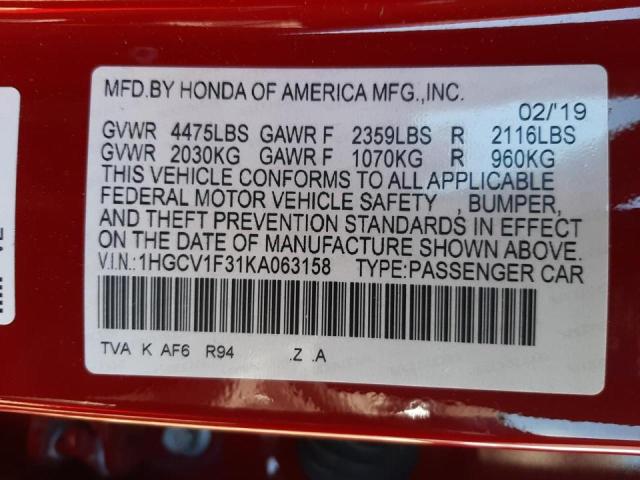 MFD.BY HONDA OF AMERICA MFG.,INC.
02/'19
GVWR 4475LBS GAWR F 2359LBS R 2116LBS
GVWR 2030KG GAWR F 1070KG R 960KG
THIS VEHICLE CONFORMS TO ALL APPLICABLE
FEDERAL MOTOR VEHICLE SAFETY , BUMPER,
AND THEFT PREVENTION STANDARDS IN EFFECT
ON THE DATE OF MANUFACTURE SHOWN ABOVE.
V.I.N.:1HGCV1F31KA063158 TYPE:PASSENGER CAR
TVA K AF6 R94 .Z .A